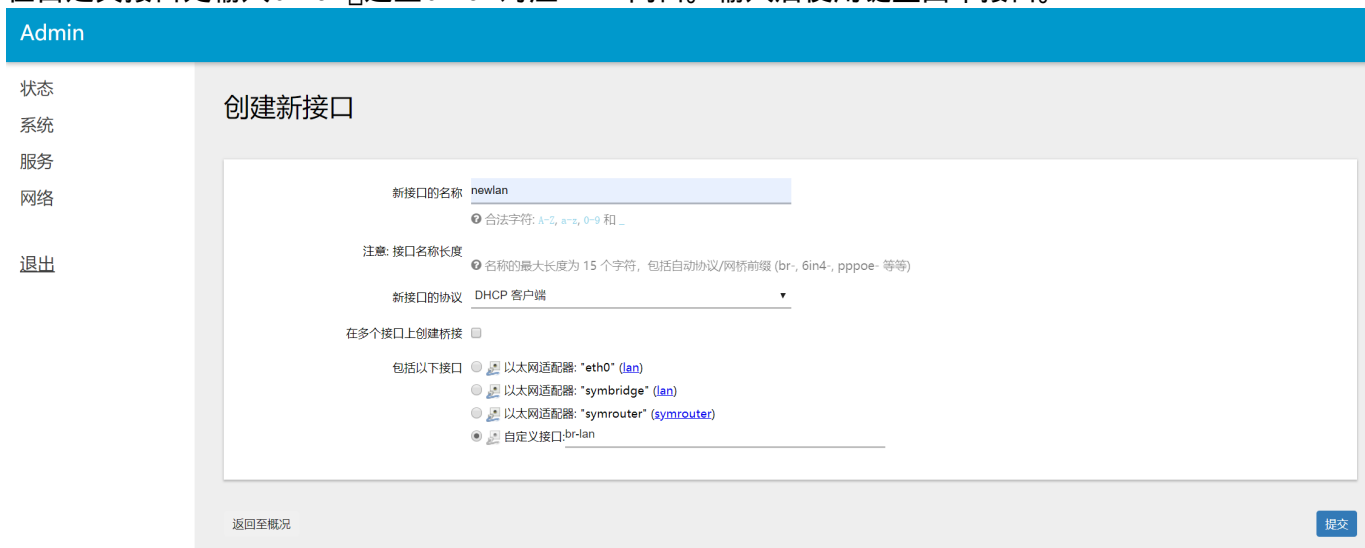 Admin
状态
系统
服务
网络
退出
创建新接口
新接口的名称 newlan
合法字符: A-Z, a-z, 0-9 和 _
注意: 接口名称长度
名称的最大长度为 15 个字符，包括自动协议/网桥前缀 (br-, 6in4-, pppoe- 等等)
新接口的协议 DHCP 客户端
在多个接口上创建桥接
包括以下接口 以太网适配器: "eth0" (lan)
以太网适配器: "symbridge" (lan)
以太网适配器: "symrouter" (symrouter)
自定义接口:br-lan
返回至概况 提交